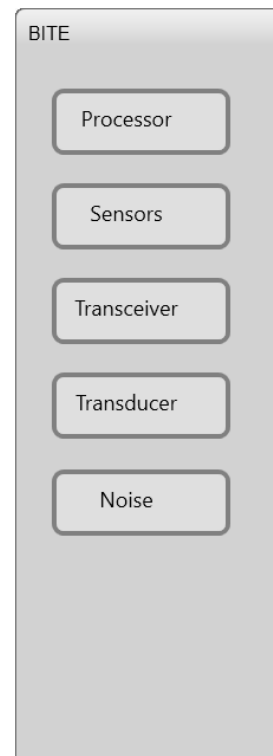 BITE
Processor
Sensors
Transceiver
Transducer
Noise